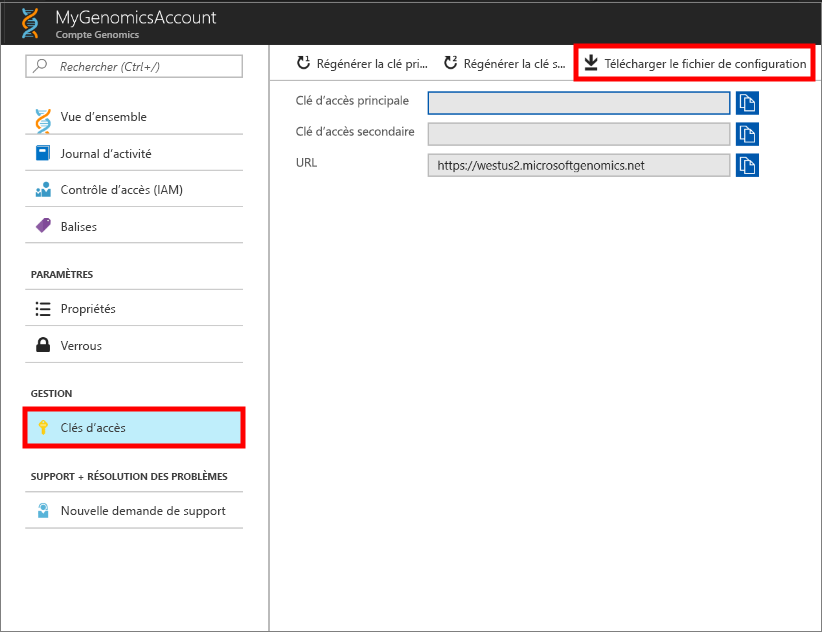 MyGenomicsAccount
Compte Genomics
Rechercher (Ctrl+/)
Vue d'ensemble
Journal d'activité
Contrôle d'accès (IAM)
Balises
PARAMÈTRES
Propriétés
Verrous
GESTION
Clés d'accès
SUPPORT + RÉSOLUTION DES PROBLÈMES
Nouvelle demande de support
1 Régénérer la clé pri... 2 Régénérer la clé s... Télécharger le fichier de configuration
Clé d'accès principale
Clé d'accès secondaire
URL https://westus2.microsoftgenomics.net